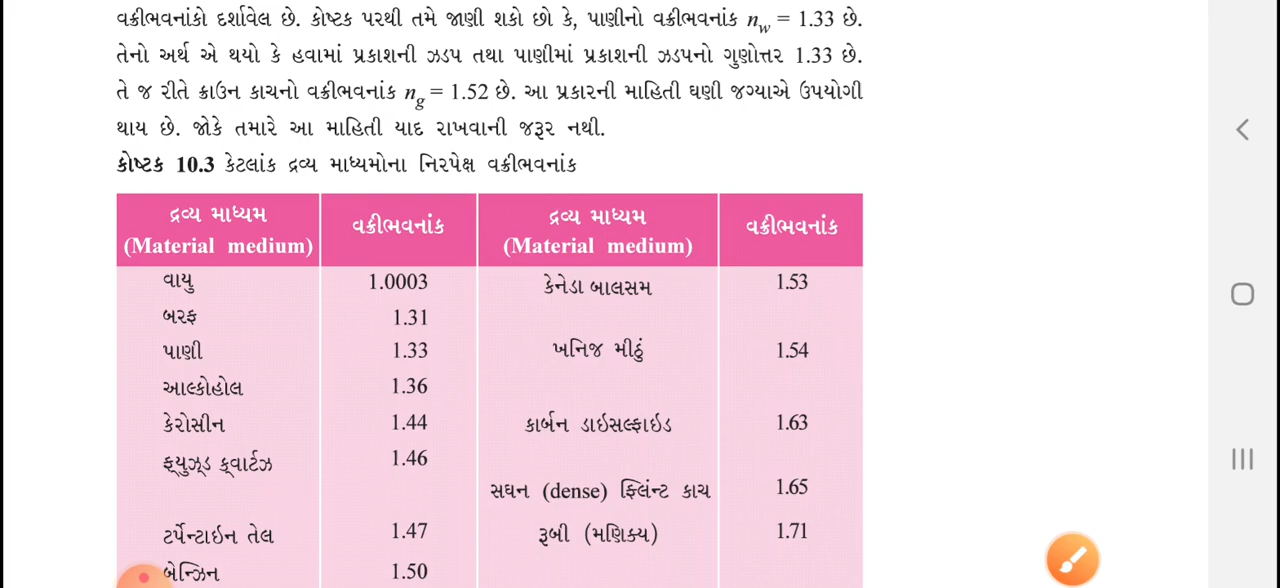 વક્રીભવનાંકો દર્શાવેલ છે. કોષ્ટક પરથી તમે જાણી શકો છો કે, પાણીનો વક્રીભવનાંક nw = 1.33 છે.
તેનો અર્થ એ થયો કે હવામાં પ્રકાશની ઝડપ તથા પાણીમાં પ્રકાશની ઝડપનો ગુણોત્તર 1.33 છે.
તે જ રીતે ક્રાઉન કાચનો વક્રીભવનાંક ng = 1.52 છે. આ પ્રકારની માહિતી ઘણી જગ્યાએ ઉપયોગી
થાય છે. જોકે તમારે આ માહિતી યાદ રાખવાની જરૂર નથી.
કોષ્ટક 10.3 કેટલાંક દ્રવ્ય માધ્યમોના નિરપેક્ષ વક્રીભવનાંક
દ્રવ્ય માધ્યમ (Material medium) વક્રીભવનાંક દ્રવ્ય માધ્યમ (Material medium) વક્રીભવનાંક
વાયુ 1.0003 કેનેડા બાલસમ 1.53
બરફ 1.31
પાણી 1.33 ખનિજ મીઠું 1.54
આલ્કોહોલ 1.36
કેરોસીન 1.44 કાર્બન ડાઇસલ્ફાઇડ 1.63
ફ્યુઝ્ડ ક્વાર્ટઝ 1.46
સઘન (dense) ફ્લિંન્ટ કાચ 1.65
ટર્પેન્ટાઇન તેલ 1.47 રૂબી (મણિક્ય) 1.71
બેન્ઝિન 1.50